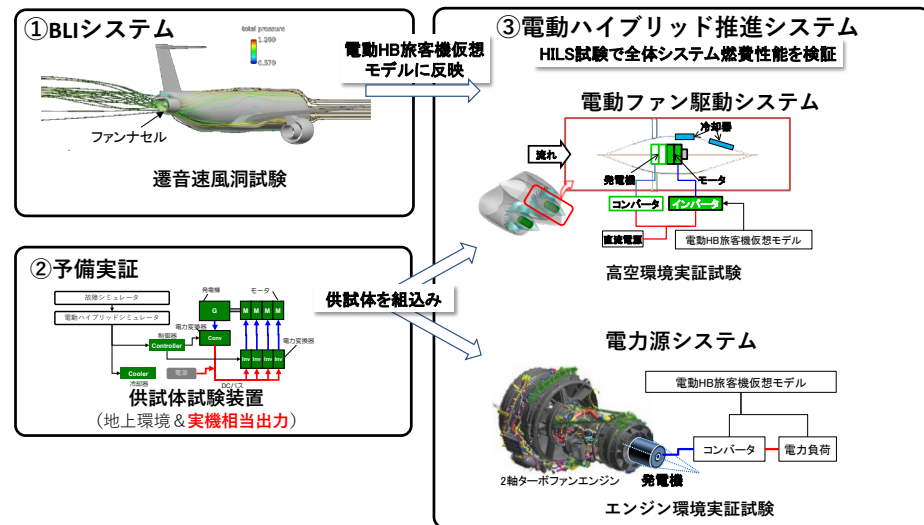 ①BLIシステム
total pressure
1.200
0.570
ファンナセル
遷音速風洞試験
電動HB旅客機仮想
モデルに反映
②予備実証
故障シミュレータ
電動ハイブリッドシミュレータ
発電機
モータ
G
M M M M
電力変換器
制御器
Controller
Conv
電力変換器
Inv Inv Inv Inv
Cooler
冷却器
電源
DCバス
供試体試験装置
(地上環境&実機相当出力)
供試体を組込み
③電動ハイブリッド推進システム
HILS試験で全体システム燃費性能を検証
電動ファン駆動システム
冷却器
流れ
発電機
モータ
コンバータ
インバータ
直流電源
電動HB旅客機仮想モデル
高空環境実証試験
電力源システム
電動HB旅客機仮想モデル
コンバータ
電力負荷
発電機
2軸ターボファンエンジン
エンジン環境実証試験